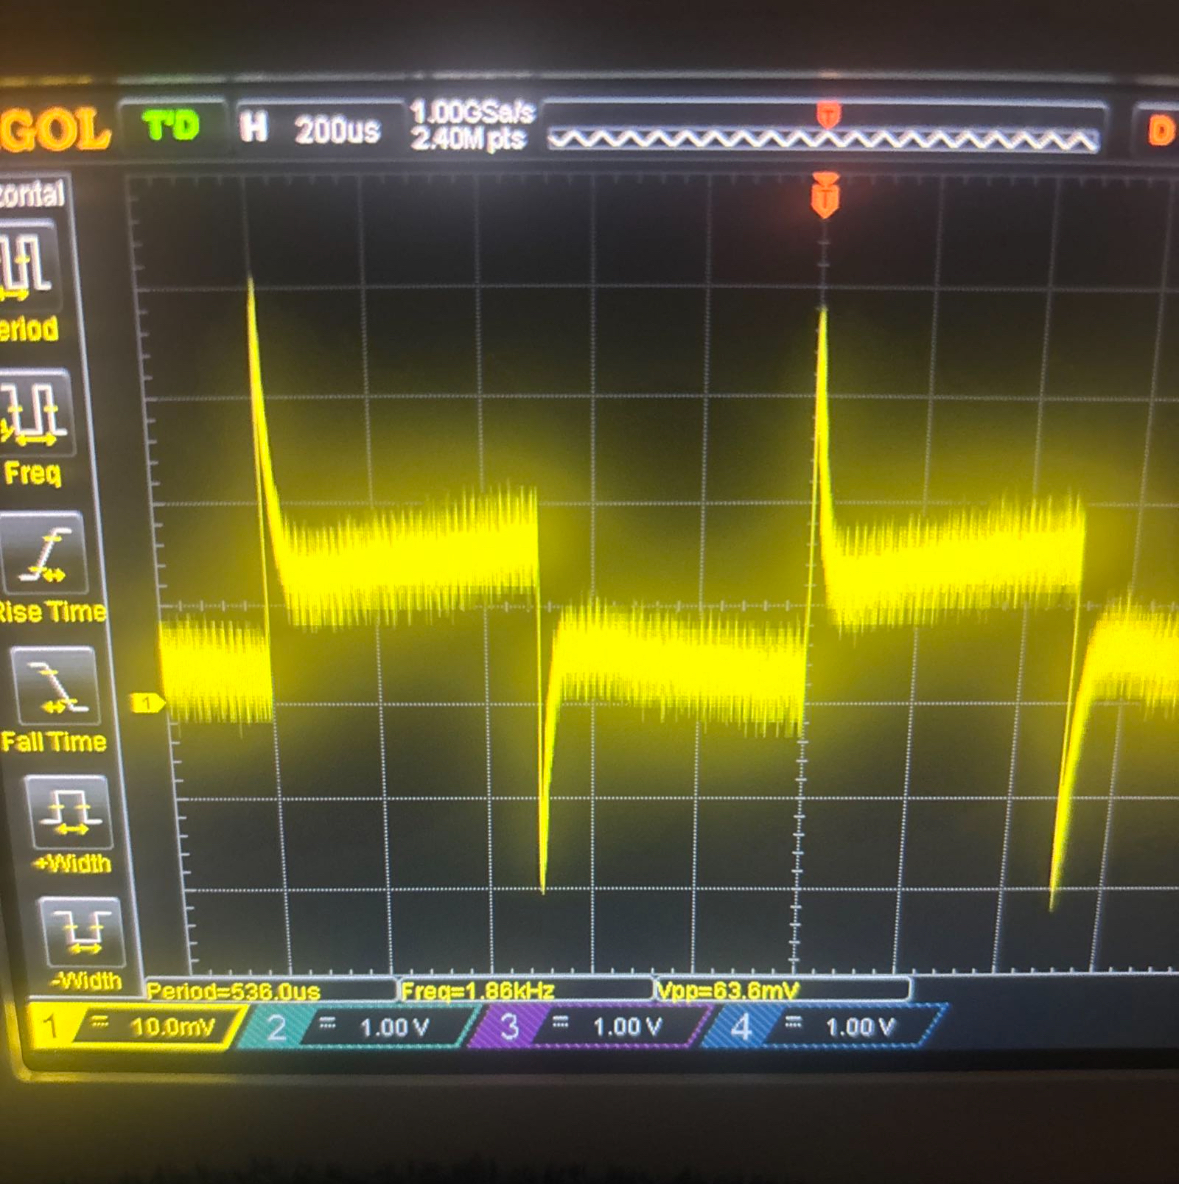 GOL T'D H 200us 1.00GSa/s D
2.40M pts
T
T
zontal
eriod
Freq
Rise Time
1
Fall Time
+Width
-Width
Period=536.0us Freq=1.86kHz Vpp=63.6mV
1 10.0mV 2 1.00 V 3 1.00 V 4 1.00 V